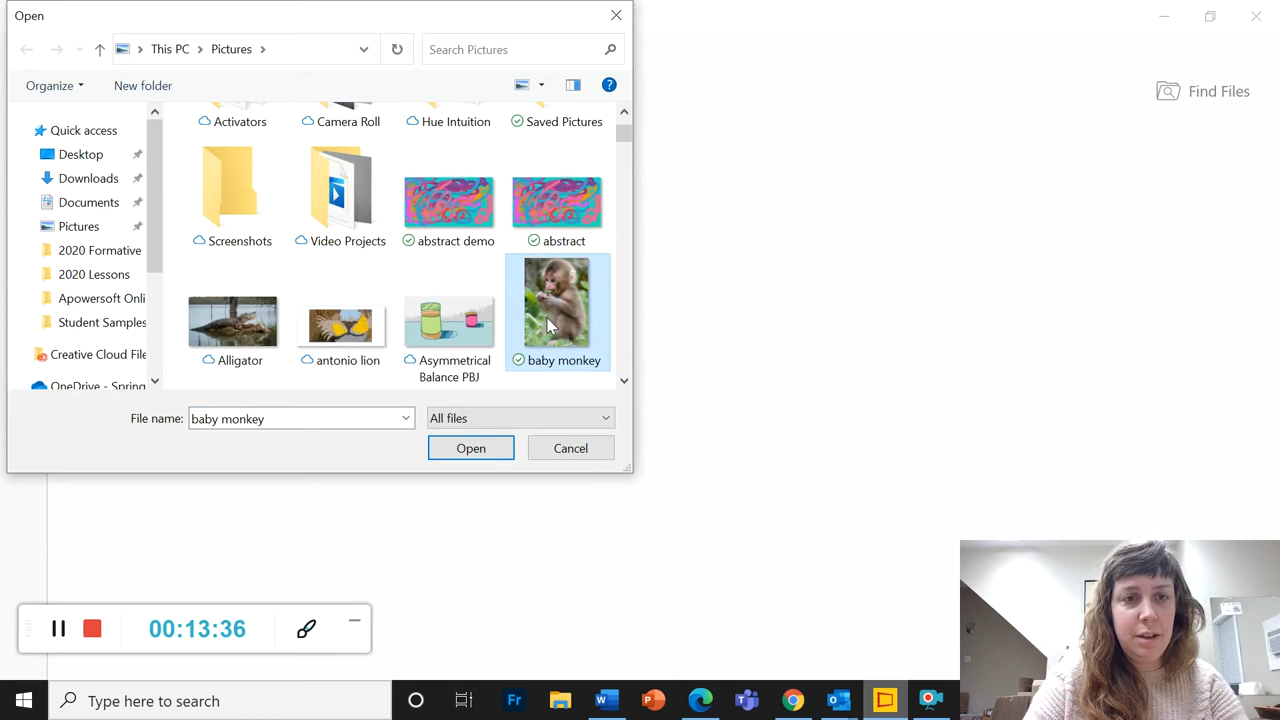 Open
This PC
Pictures
Search Pictures
Organize
New folder
Find Files
Quick access
Desktop
Downloads
Documents
Pictures
2020 Formative
2020 Lessons
Apowersoft Onli
Student Samples
Creative Cloud File
OneDrive - Spring
Activators
Camera Roll
Hue Intuition
Saved Pictures
Screenshots
Video Projects
abstract demo
abstract
Alligator
antonio lion
Asymmetrical
Balance PBJ
baby monkey
File name:
baby monkey
All files
Open
Cancel
00:13:36
Type here to search
Fr